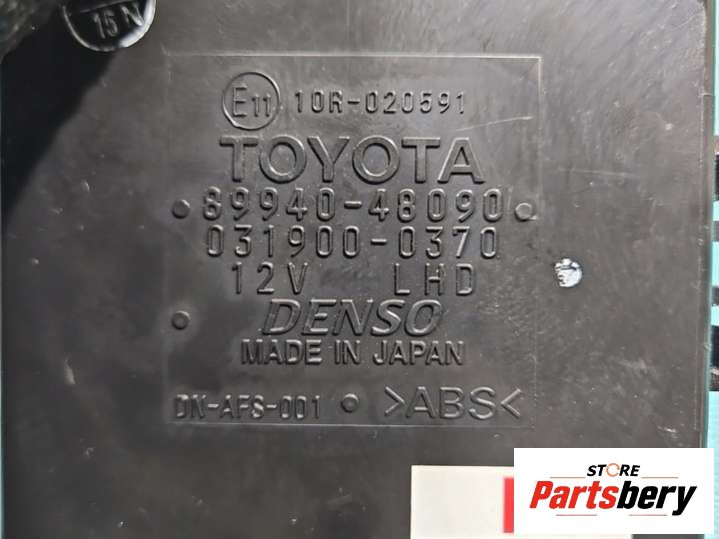 15 N
E11 10R-020591
TOYOTA
89940-48090
031900-0370
12V LHD
DENSO
MADE IN JAPAN
DN-AFS-001 >ABS<
STORE
Partsbery